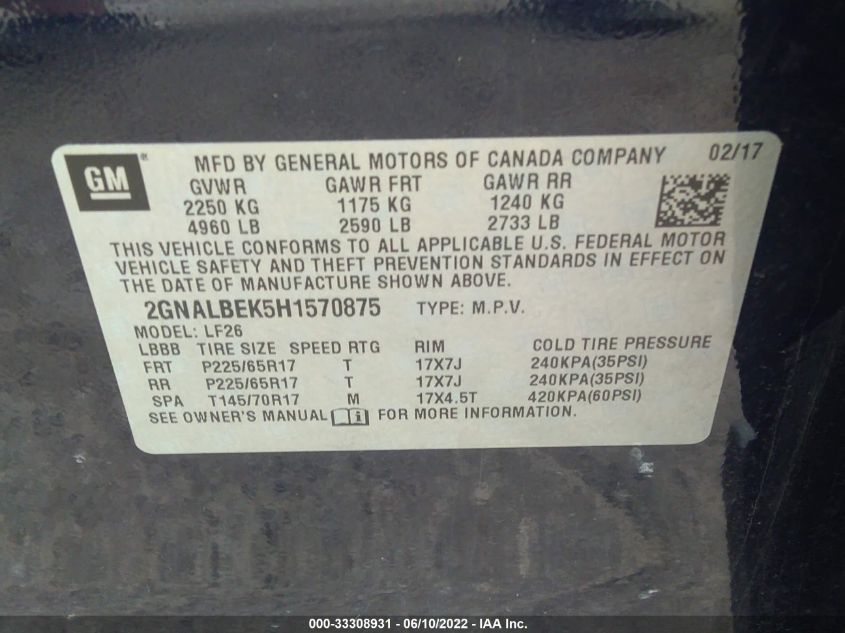 GM
MFD BY GENERAL MOTORS OF CANADA COMPANY 02/17
GVWR GAWR FRT GAWR RR
2250 KG 1175 KG 1240 KG
4960 LB 2590 LB 2733 LB
THIS VEHICLE CONFORMS TO ALL APPLICABLE U.S. FEDERAL MOTOR
VEHICLE SAFETY AND THEFT PREVENTION STANDARDS IN EFFECT ON
THE DATE OF MANUFACTURE SHOWN ABOVE.
2GNALBEK5H1570875 TYPE: M.P.V.
MODEL: LF26
LBBB TIRE SIZE SPEED RTG RIM COLD TIRE PRESSURE
FRT P225/65R17 T 17X7J 240KPA(35PSI)
RR P225/65R17 T 17X7J 240KPA(35PSI)
SPA T145/70R17 M 17X4.5T 420KPA(60PSI)
SEE OWNER'S MANUAL FOR MORE INFORMATION.
000-33308931 - 06/10/2022 - IAA Inc.